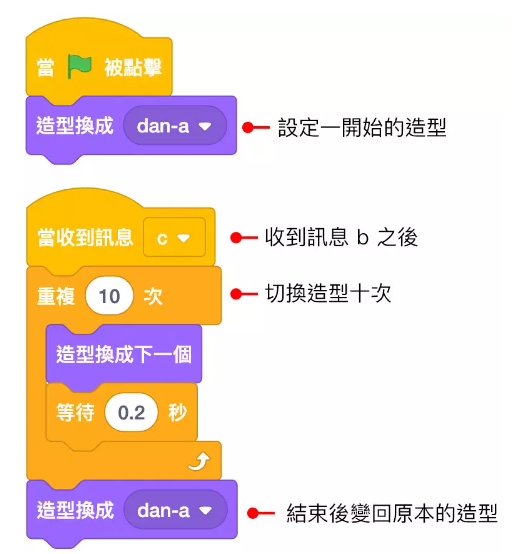 當 被點擊
造型換成 dan-a 設定一開始的造型
當收到訊息 c 收到訊息 b 之後
重複 10 次 切換造型十次
造型換成下一個
等待 0.2 秒
造型換成 dan-a 結束後變回原本的造型